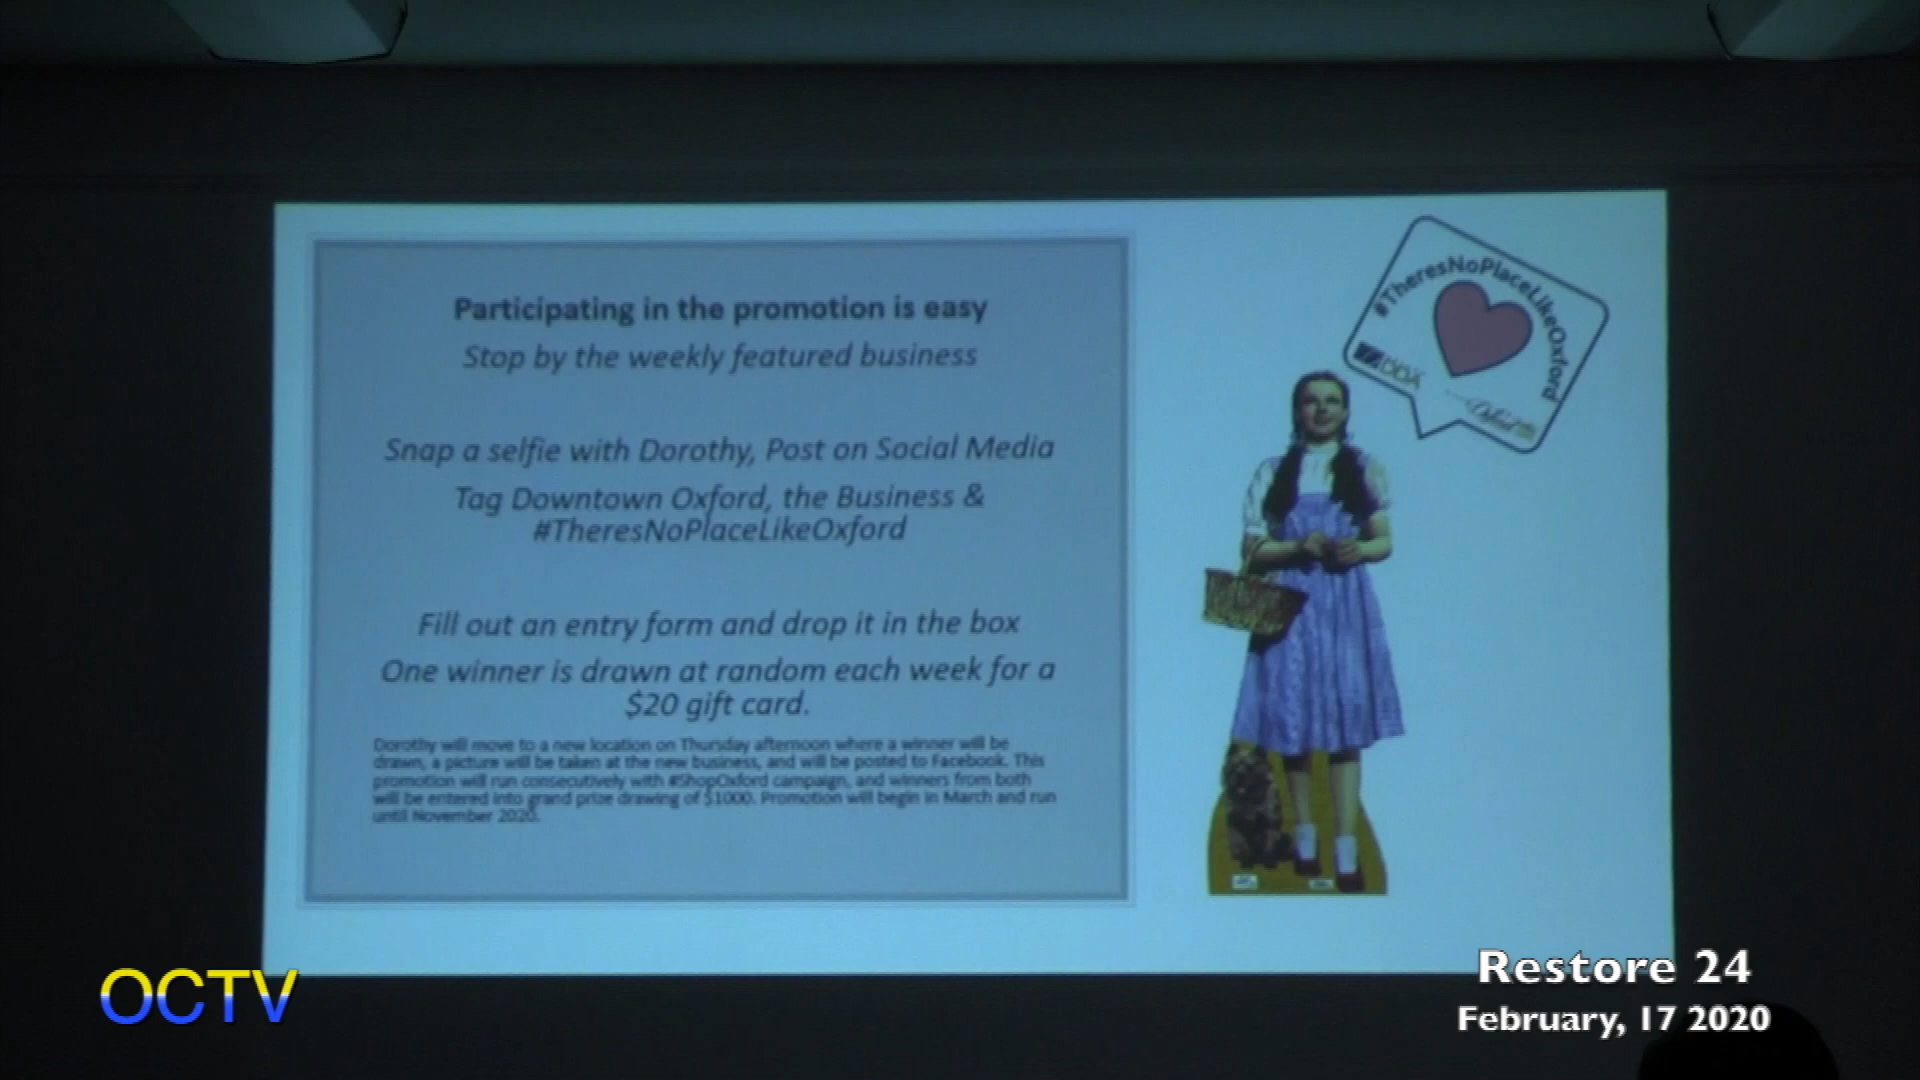 Participating in the promotion is easy
Stop by the weekly featured business
Snap a selfie with Dorothy, Post on Social Media
Tag Downtown Oxford, the Business &
#TheresNoPlaceLikeOxford
Fill out an entry form and drop it in the box
One winner is drawn at random each week for a
$20 gift card.
Dorothy will move to a new location on Thursday afternoon where a winner will be
drawn, a picture will be taken at the new business, and will be posted to Facebook. This
promotion will run consecutively with #ShopOxford campaign, and winners from both
will be entered into grand prize drawing of $1000. Promotion will begin in March and run
until November 2020.
#TheresNoPlaceLikeOxford
DDA
Oxford
OCTV
Restore 24
February, 17 2020